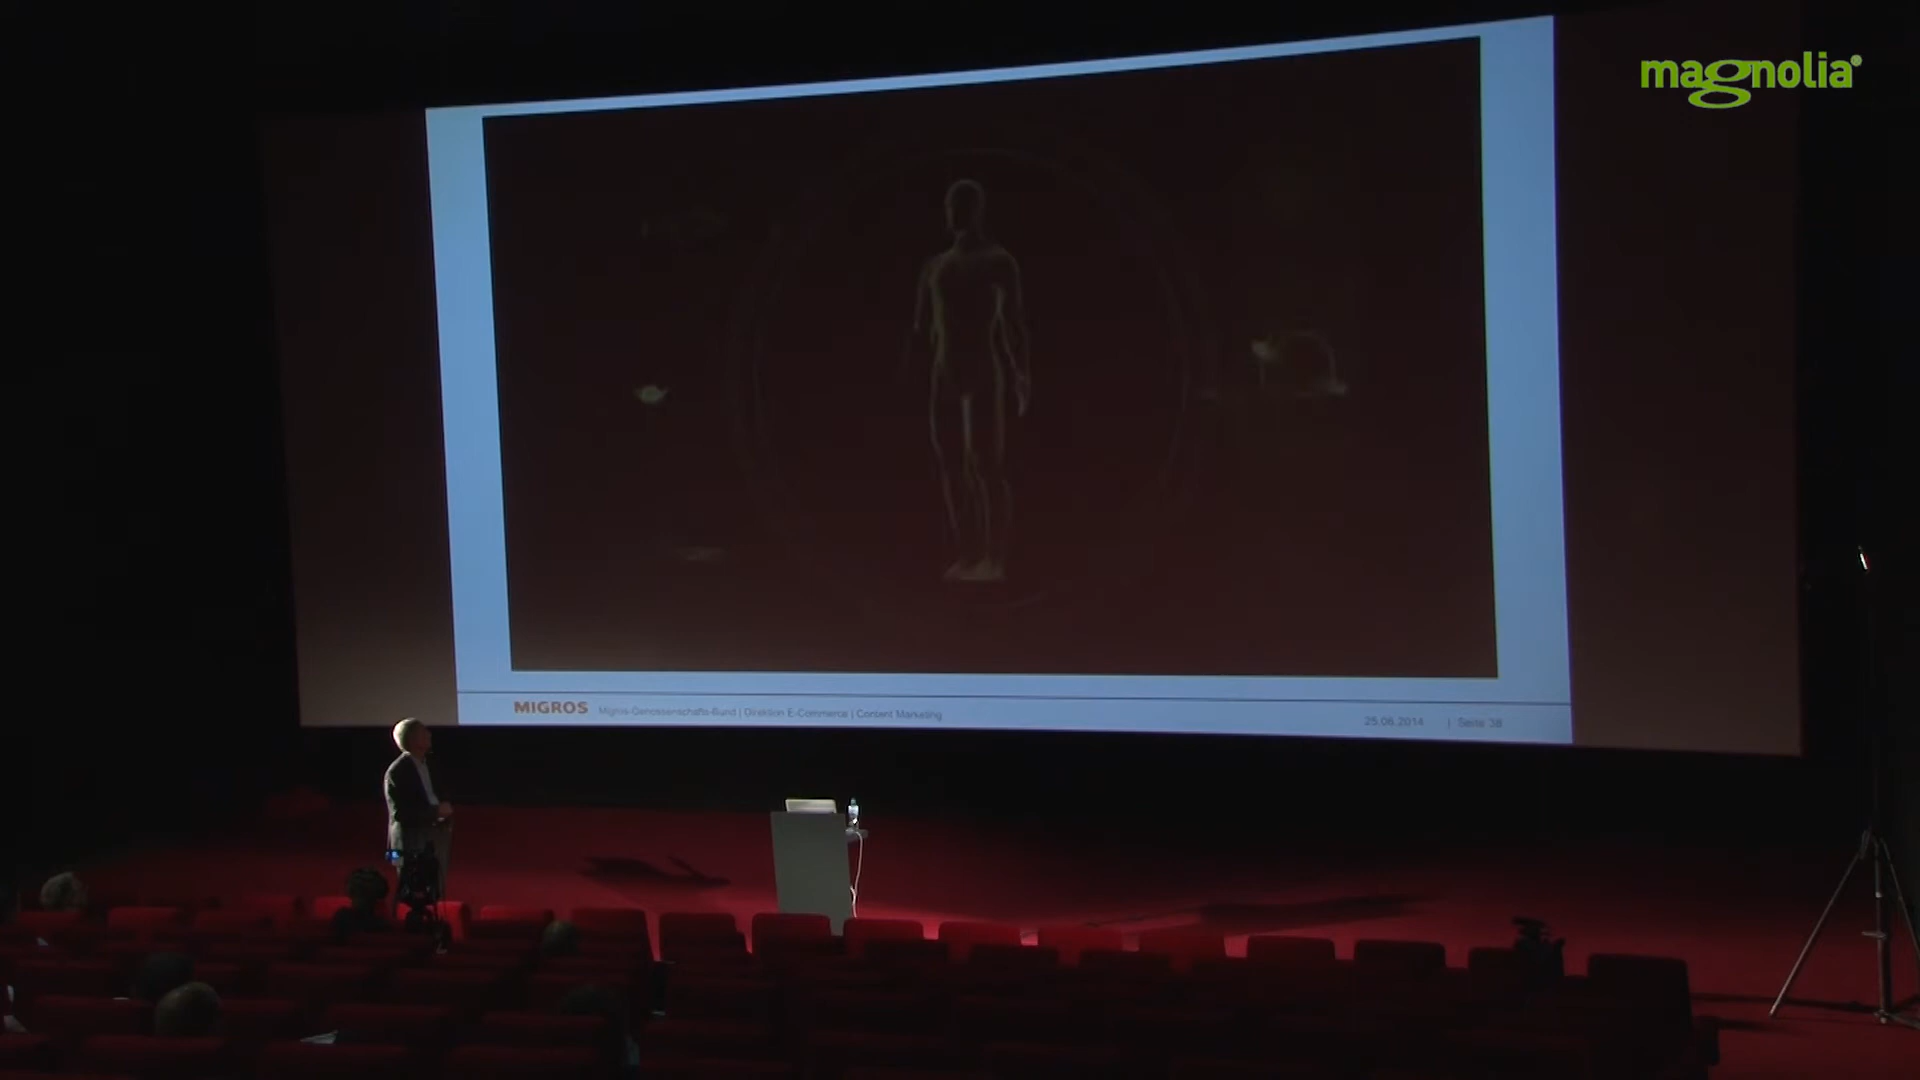 magnolia®
MIGROS Migros-Genossenschafts-Bund | Direktion E-Commerce | Content Marketing
25.06.2014 | Seite 38